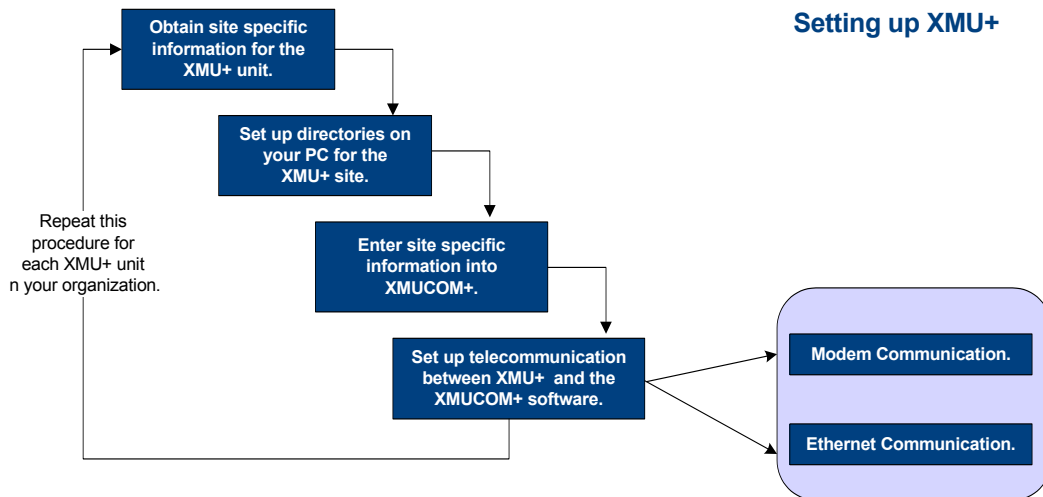 Setting up XMU+
Obtain site specific
information for the
XMU+ unit.
Set up directories on
your PC for the
XMU+ site.
Repeat this
procedure for
each XMU+ unit
n your organization.
Enter site specific
information into
XMUCOM+.
Set up telecommunication
between XMU+ and the
XMUCOM+ software.
Modem Communication.
Ethernet Communication.